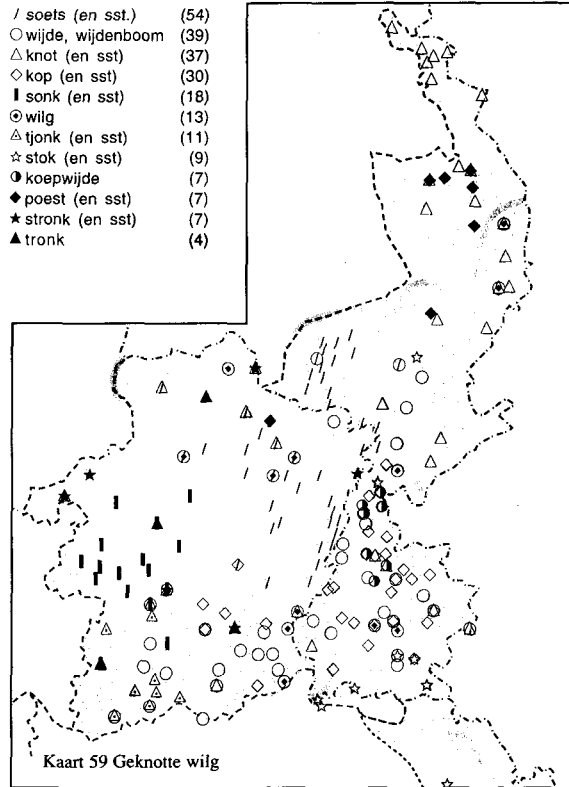 soets (en sst.) (54)
wijde, wijdenboom (39)
knot (en sst) (37)
kop (en sst) (30)
sonk (en sst) (18)
wilg (13)
tjonk (en sst) (11)
stok (en sst) (9)
koepwijde (7)
poest (en sst) (7)
stronk (en sst) (7)
tronk (4)
Kaart 59 Geknotte wilg